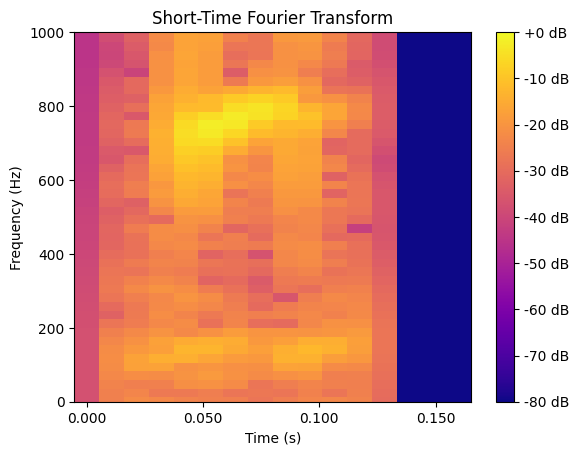 Short-Time Fourier Transform
1000
800
600
400
200
0
Frequency (Hz)
0.000
0.050
0.100
0.150
Time (s)
+0 dB
-10 dB
-20 dB
-30 dB
-40 dB
-50 dB
-60 dB
-70 dB
-80 dB